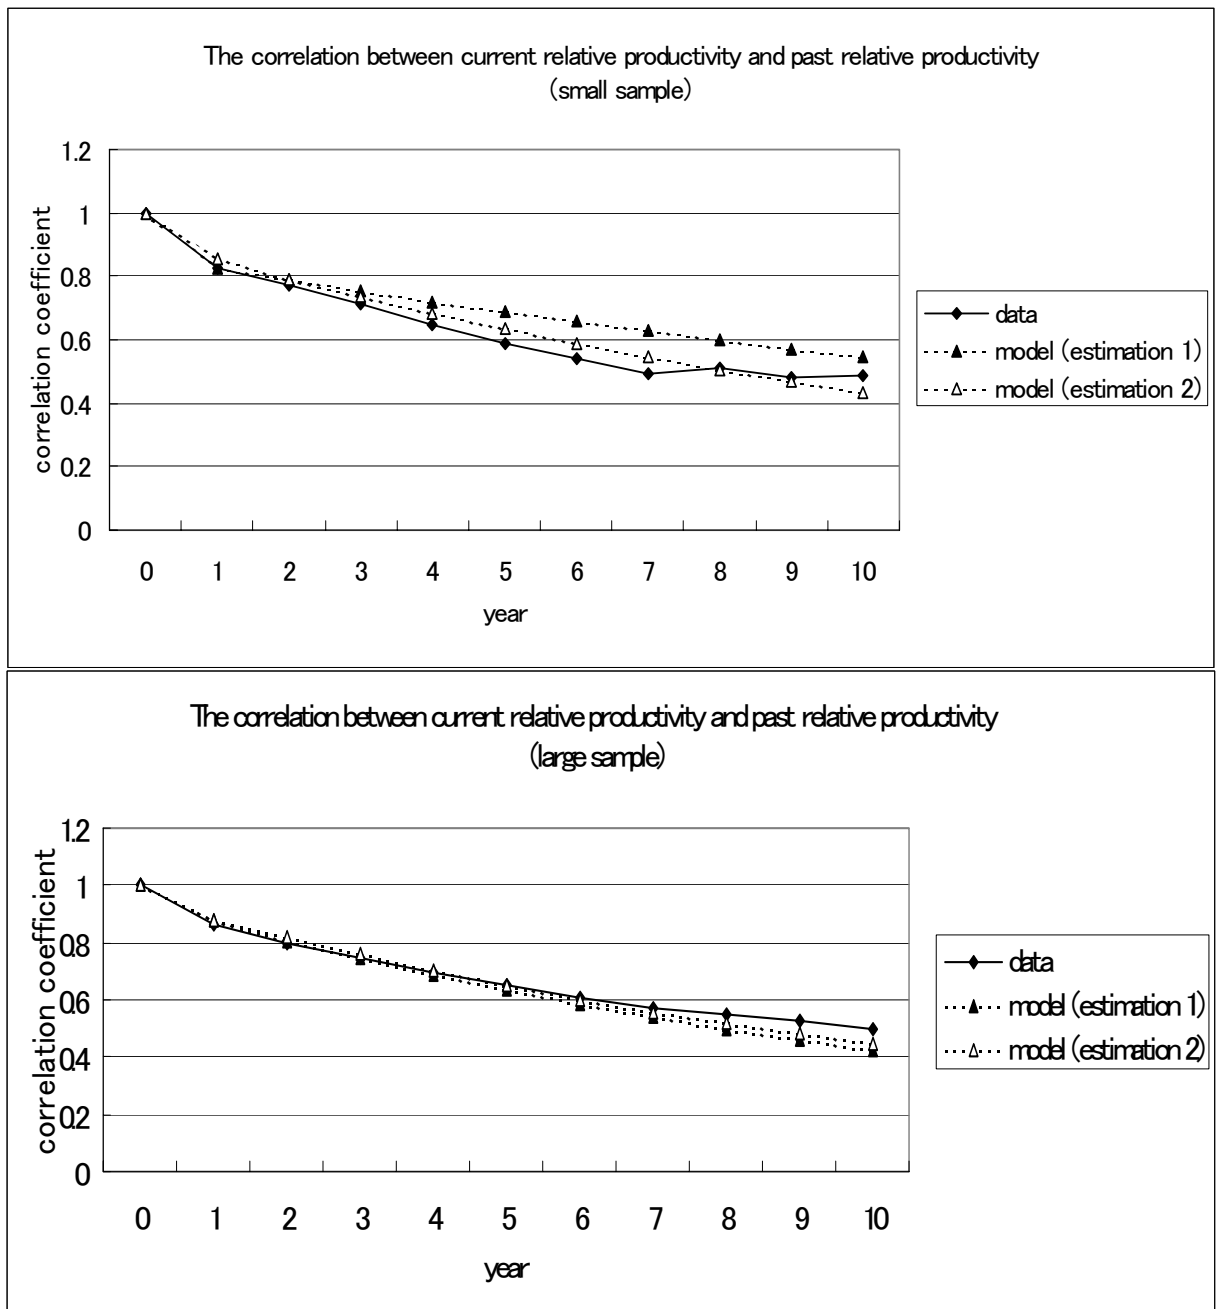 The correlation between current relative productivity and past relative productivity
(small sample)
1.2
1
0.8
0.6
0.4
0.2
0
correlation coefficient
0 1 2 3 4 5 6 7 8 9 10
year
data
model (estimation 1)
model (estimation 2)
The correlation between current relative productivity and past relative productivity
(large sample)
1.2
1
0.8
0.6
0.4
0.2
0
correlation coefficient
0 1 2 3 4 5 6 7 8 9 10
year
data
model (estimation 1)
model (estimation 2)